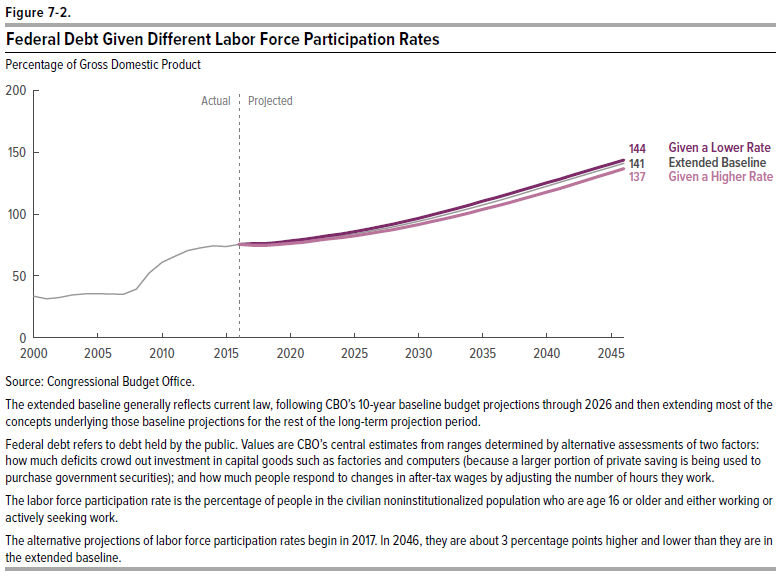 Figure 7-2.
Federal Debt Given Different Labor Force Participation Rates
Percentage of Gross Domestic Product
200
Actual Projected
150
144 Given a Lower Rate
141 Extended Baseline
137 Given a Higher Rate
100
50
0
2000 2005 2010 2015 2020 2025 2030 2035 2040 2045
Source: Congressional Budget Office.
The extended baseline generally reflects current law, following CBO's 10-year baseline budget projections through 2026 and then extending most of the
concepts underlying those baseline projections for the rest of the long-term projection period.
Federal debt refers to debt held by the public. Values are CBO's central estimates from ranges determined by alternative assessments of two factors:
how much deficits crowd out investment in capital goods such as factories and computers (because a larger portion of private saving is being used to
purchase government securities); and how much people respond to changes in after-tax wages by adjusting the number of hours they work.
The labor force participation rate is the percentage of people in the civilian noninstitutionalized population who are age 16 or older and either working or
actively seeking work.
The alternative projections of labor force participation rates begin in 2017. In 2046, they are about 3 percentage points higher and lower than they are in
the extended baseline.